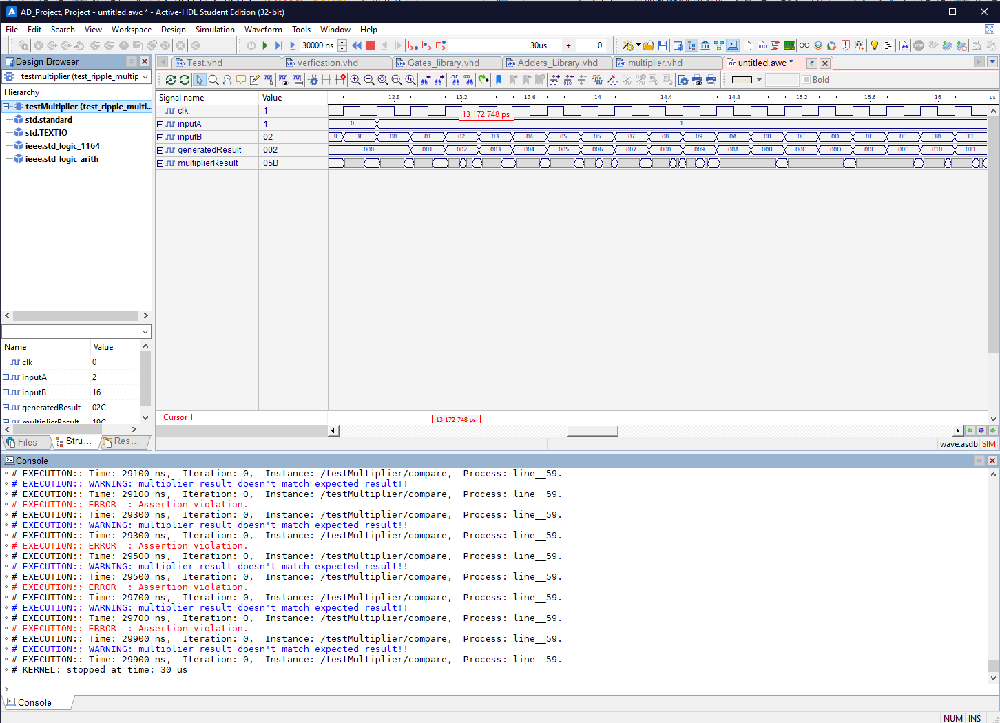 AD_Project, Project - untitled.awc * - Active-HDL Student Edition (32-bit)
File Edit Search View Workspace Design Simulation Waveform Tools Window Help
30000 ns 30us + 0
Design Browser
Test.vhd verfication.vhd Gates_library.vhd Adders_Library.vhd multiplier.vhd untitled.awc *
testmultiplier (test_ripple_multip
Bold
Hierarchy
testMultiplier (test_ripple_multi...
std.standard
std.TEXTIO
ieee.std_logic_1164
ieee.std_logic_arith
Signal name Value 12.8 13.2 13.6 14 14.4 14.8 15.2 15.6 16 us
clk 1
13 172 748 ps
inputA 1 0 1
inputB 02 3E 3F 00 01 02 03 04 05 06 07 08 09 0A 0B 0C 0D 0E 0F 10 11
generatedResult 002 000 001 002 003 004 005 006 007 008 009 00A 00B 00C 00D 00E 00F 010 011
multiplierResult 05B
Name Value
clk 0
inputA 2
inputB 16
generatedResult 02C
multiplierResult 19C
Cursor 1 13 172 748 ps
Files Stru... Res...
wave.asdb SIM
Console
# EXECUTION:: Time: 29100 ns, Iteration: 0, Instance: /testMultiplier/compare, Process: line__59.
# EXECUTION:: WARNING: multiplier result doesn't match expected result!!
# EXECUTION:: Time: 29100 ns, Iteration: 0, Instance: /testMultiplier/compare, Process: line__59.
# EXECUTION:: ERROR : Assertion violation.
# EXECUTION:: Time: 29300 ns, Iteration: 0, Instance: /testMultiplier/compare, Process: line__59.
# EXECUTION:: WARNING: multiplier result doesn't match expected result!!
# EXECUTION:: Time: 29300 ns, Iteration: 0, Instance: /testMultiplier/compare, Process: line__59.
# EXECUTION:: ERROR : Assertion violation.
# EXECUTION:: Time: 29500 ns, Iteration: 0, Instance: /testMultiplier/compare, Process: line__59.
# EXECUTION:: WARNING: multiplier result doesn't match expected result!!
# EXECUTION:: Time: 29500 ns, Iteration: 0, Instance: /testMultiplier/compare, Process: line__59.
# EXECUTION:: ERROR : Assertion violation.
# EXECUTION:: Time: 29700 ns, Iteration: 0, Instance: /testMultiplier/compare, Process: line__59.
# EXECUTION:: WARNING: multiplier result doesn't match expected result!!
# EXECUTION:: Time: 29700 ns, Iteration: 0, Instance: /testMultiplier/compare, Process: line__59.
# EXECUTION:: ERROR : Assertion violation.
# EXECUTION:: Time: 29900 ns, Iteration: 0, Instance: /testMultiplier/compare, Process: line__59.
# EXECUTION:: WARNING: multiplier result doesn't match expected result!!
# EXECUTION:: Time: 29900 ns, Iteration: 0, Instance: /testMultiplier/compare, Process: line__59.
# KERNEL: stopped at time: 30 us
>
Console
NUM INS